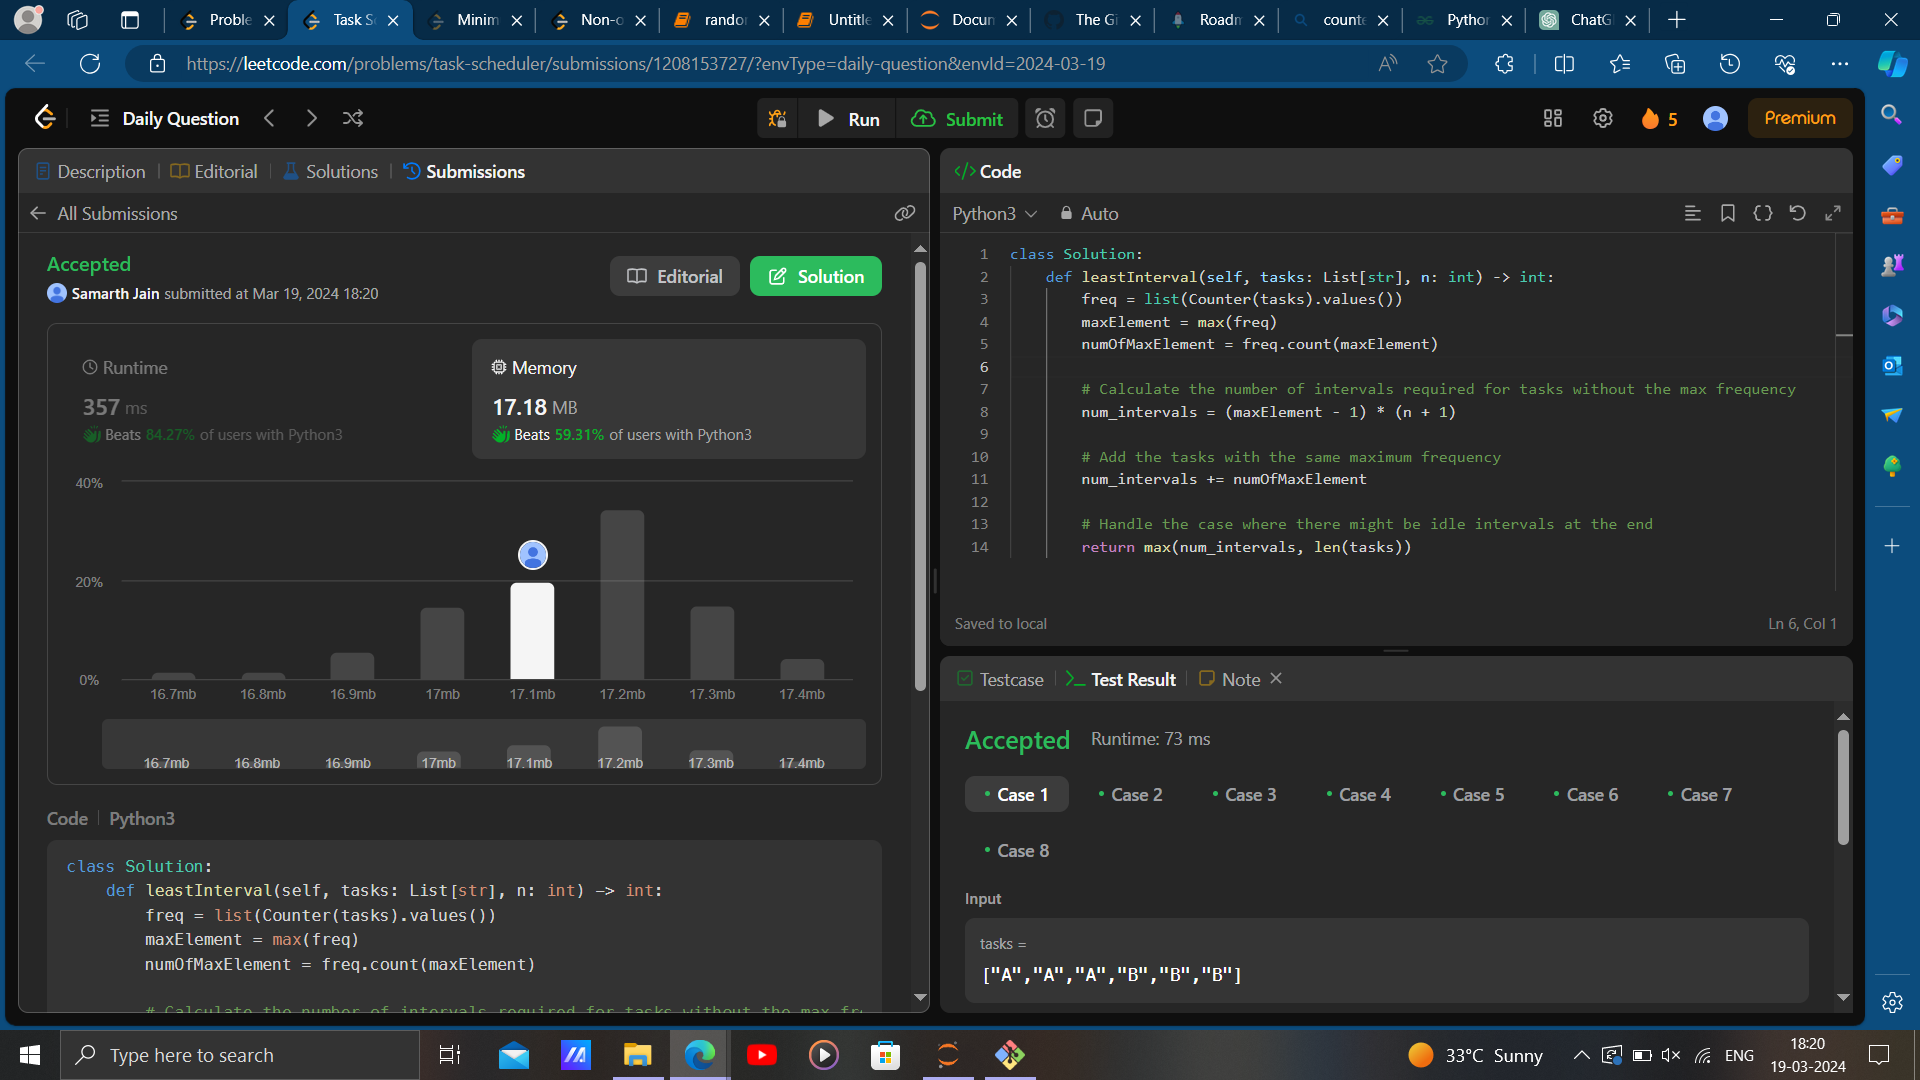 Proble
Task S
Minim
Non-o
randor
Untitle
Docun
The Gi
Roadm
counte
Python
ChatG
https://leetcode.com/problems/task-scheduler/submissions/1208153727/?envType=daily-question&envId=2024-03-19
Daily Question
Run
Submit
5
Premium
Description
Editorial
Solutions
Submissions
All Submissions
Accepted
Samarth Jain submitted at Mar 19, 2024 18:20
Editorial
Solution
Runtime
357 ms
Beats 84.27% of users with Python3
Memory
17.18 MB
Beats 59.31% of users with Python3
40%
20%
0%
16.7mb 16.8mb 16.9mb 17mb 17.1mb 17.2mb 17.3mb 17.4mb
16.7mb 16.8mb 16.9mb 17mb 17.1mb 17.2mb 17.3mb 17.4mb
Code Python3
class Solution:
def leastInterval(self, tasks: List[str], n: int) -> int:
freq = list(Counter(tasks).values())
maxElement = max(freq)
numOfMaxElement = freq.count(maxElement)
# Calculate the number of intervals required for tasks without the max fre
</> Code
Python3
Auto
1 class Solution:
2 def leastInterval(self, tasks: List[str], n: int) -> int:
3 freq = list(Counter(tasks).values())
4 maxElement = max(freq)
5 numOfMaxElement = freq.count(maxElement)
6
7 # Calculate the number of intervals required for tasks without the max frequency
8 num_intervals = (maxElement - 1) * (n + 1)
9
10 # Add the tasks with the same maximum frequency
11 num_intervals += numOfMaxElement
12
13 # Handle the case where there might be idle intervals at the end
14 return max(num_intervals, len(tasks))
Saved to local
Ln 6, Col 1
Testcase
Test Result
Note
Accepted Runtime: 73 ms
Case 1 Case 2 Case 3 Case 4 Case 5 Case 6 Case 7
Case 8
Input
tasks =
["A","A","A","B","B","B"]
Type here to search
33°C Sunny
ENG
18:20
19-03-2024